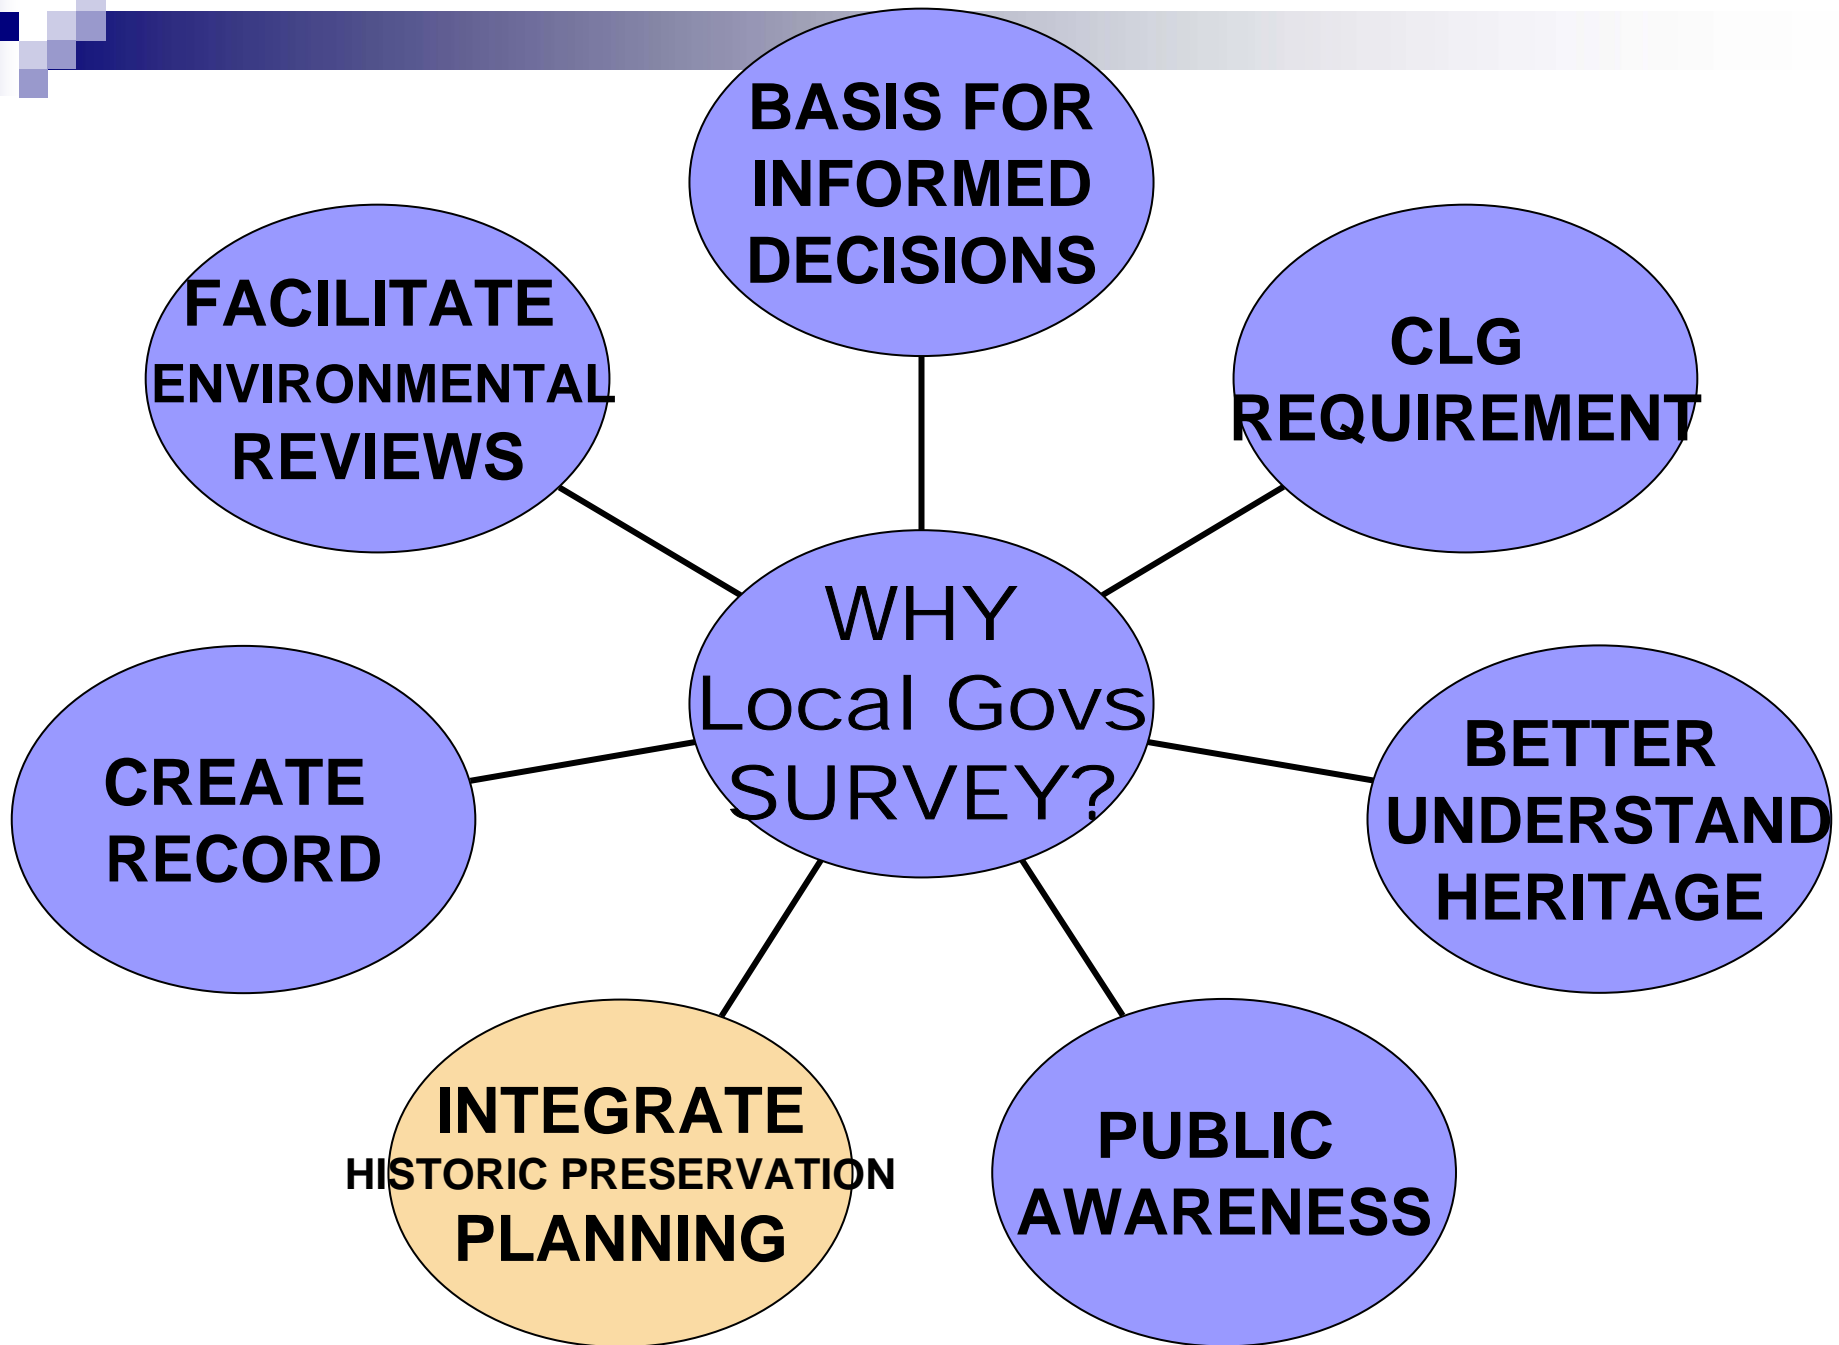 BASIS FOR
INFORMED
DECISIONS
FACILITATE
ENVIRONMENTAL
REVIEWS
CLG
REQUIREMENT
WHY
Local Govs
SURVEY?
CREATE
RECORD
BETTER
UNDERSTAND
HERITAGE
INTEGRATE
HISTORIC PRESERVATION
PLANNING
PUBLIC
AWARENESS